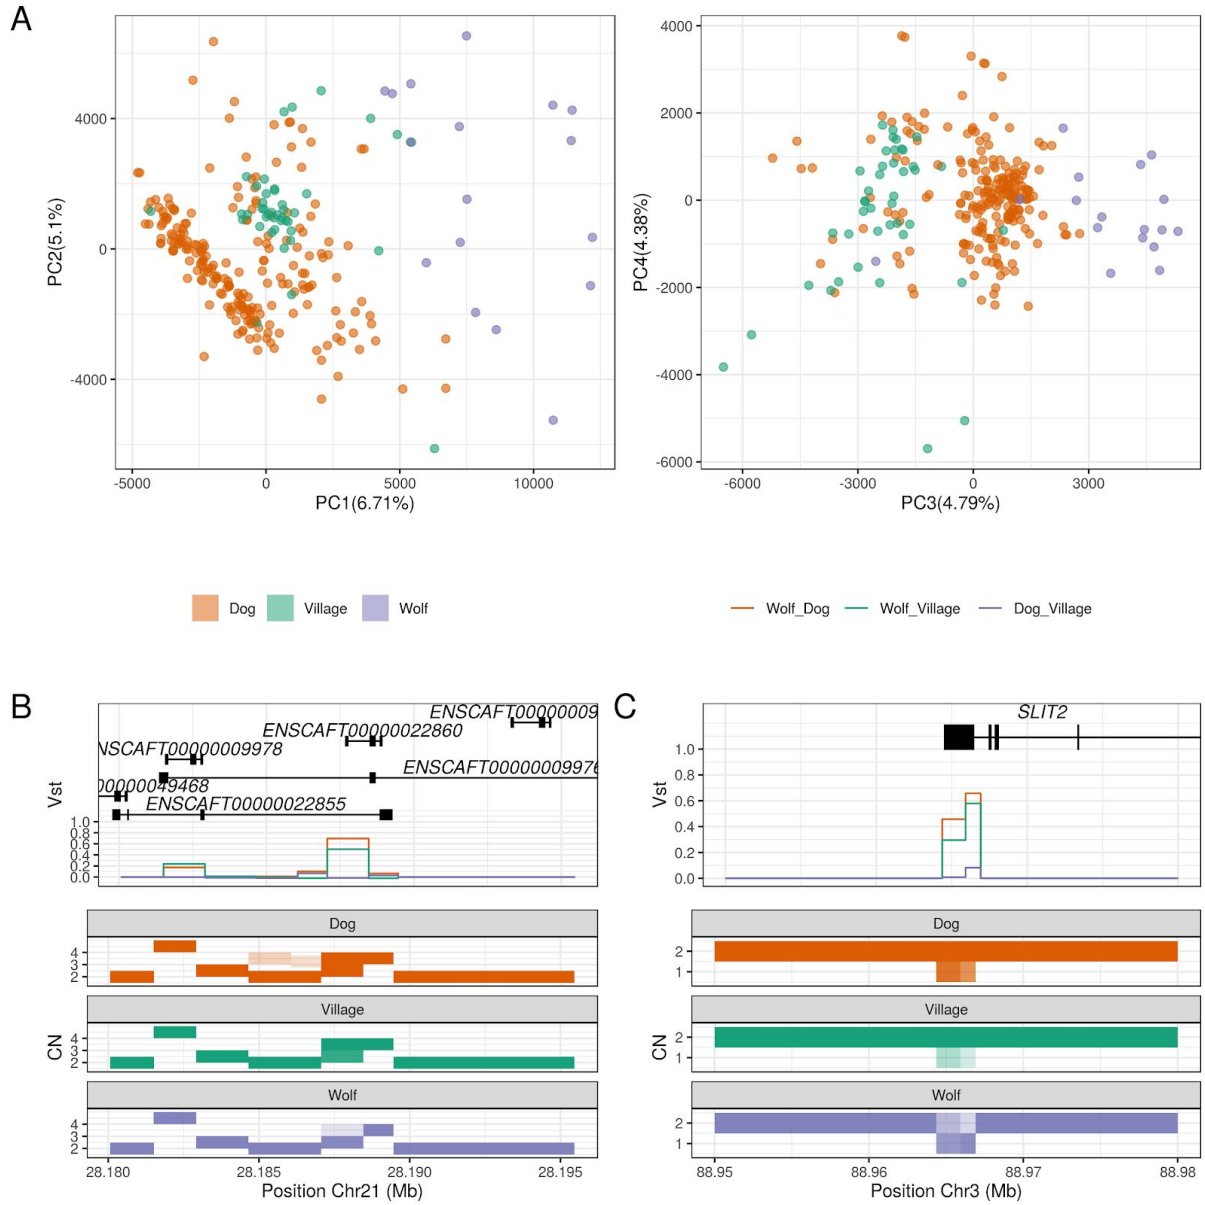 A
4000
0
-4000
PC2(5.1%)
-5000
0
5000
10000
PC1(6.71%)
4000
2000
0
-2000
-4000
-6000
PC4(4.38%)
-6000
-3000
0
3000
PC3(4.79%)
Dog Village Wolf
Wolf_Dog Wolf_Village Dog_Village
B
ENSCAFT00000009
ENSCAFT00000022860
NSCAFT00000009978
ENSCAFT0000000997
00000049468
ENSCAFT00000022855
Vst
1.0
0.8
0.6
0.4
0.2
0.0
Dog
4
3
2
Village
4
3
2
CN
Wolf
4
3
2
28.180
28.185
28.190
28.195
Position Chr21 (Mb)
C
SLIT2
Vst
1.0
0.8
0.6
0.4
0.2
0.0
Dog
2
1
Village
2
1
CN
Wolf
2
1
88.95
88.96
88.97
88.98
Position Chr3 (Mb)